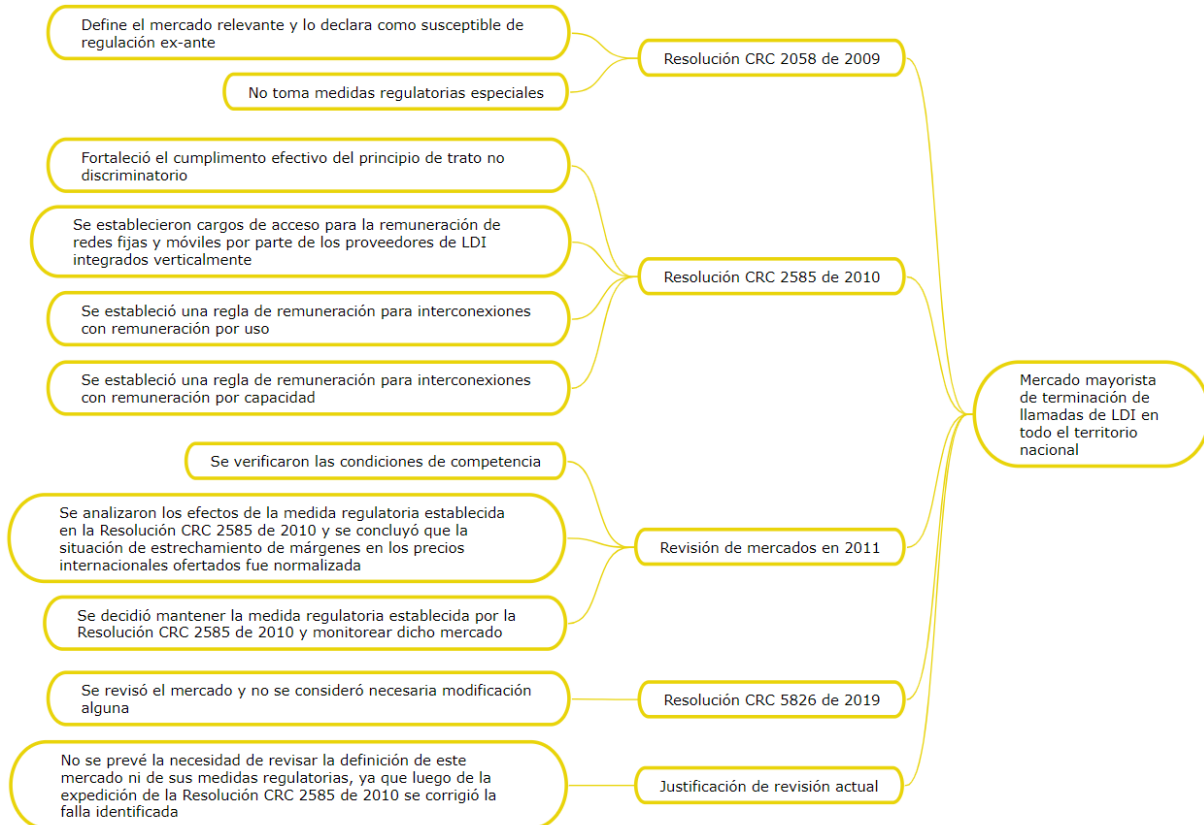 Define el mercado relevante y lo declara como susceptible de
regulación ex-ante
No toma medidas regulatorias especiales
Resolución CRC 2058 de 2009
Fortaleció el cumplimento efectivo del principio de trato no
discriminatorio
Se establecieron cargos de acceso para la remuneración de
redes fijas y móviles por parte de los proveedores de LDI
integrados verticalmente
Se estableció una regla de remuneración para interconexiones
con remuneración por uso
Se estableció una regla de remuneración para interconexiones
con remuneración por capacidad
Resolución CRC 2585 de 2010
Se verificaron las condiciones de competencia
Se analizaron los efectos de la medida regulatoria establecida
en la Resolución CRC 2585 de 2010 y se concluyó que la
situación de estrechamiento de márgenes en los precios
internacionales ofertados fue normalizada
Se decidió mantener la medida regulatoria establecida por la
Resolución CRC 2585 de 2010 y monitorear dicho mercado
Revisión de mercados en 2011
Se revisó el mercado y no se consideró necesaria modificación
alguna
Resolución CRC 5826 de 2019
No se prevé la necesidad de revisar la definición de este
mercado ni de sus medidas regulatorias, ya que luego de la
expedición de la Resolución CRC 2585 de 2010 se corrigió la
falla identificada
Justificación de revisión actual
Mercado mayorista
de terminación de
llamadas de LDI en
todo el territorio
nacional